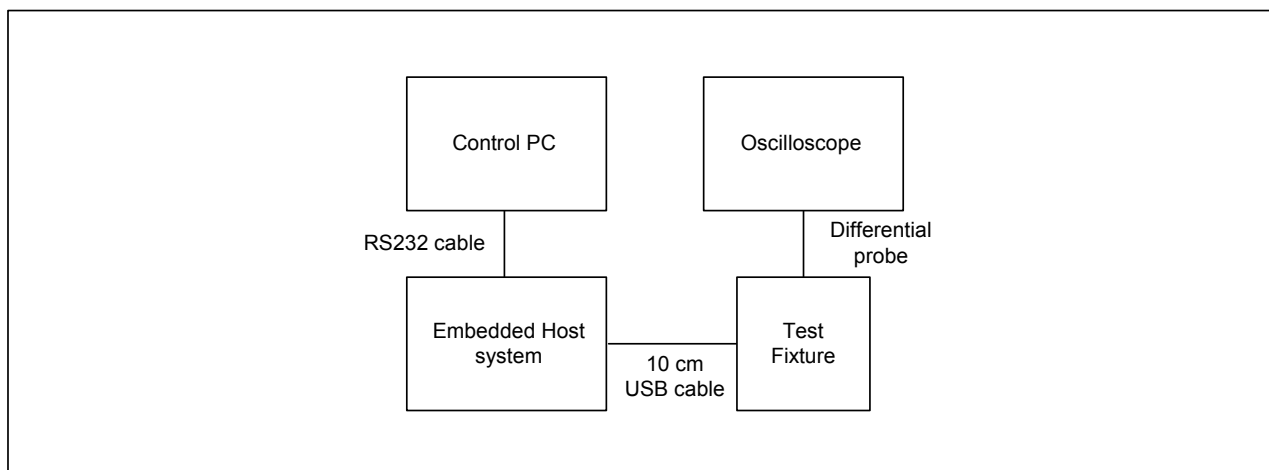 Control PC
Oscilloscope
RS232 cable
Differential
probe
Embedded Host
system
Test
Fixture
10 cm
USB cable